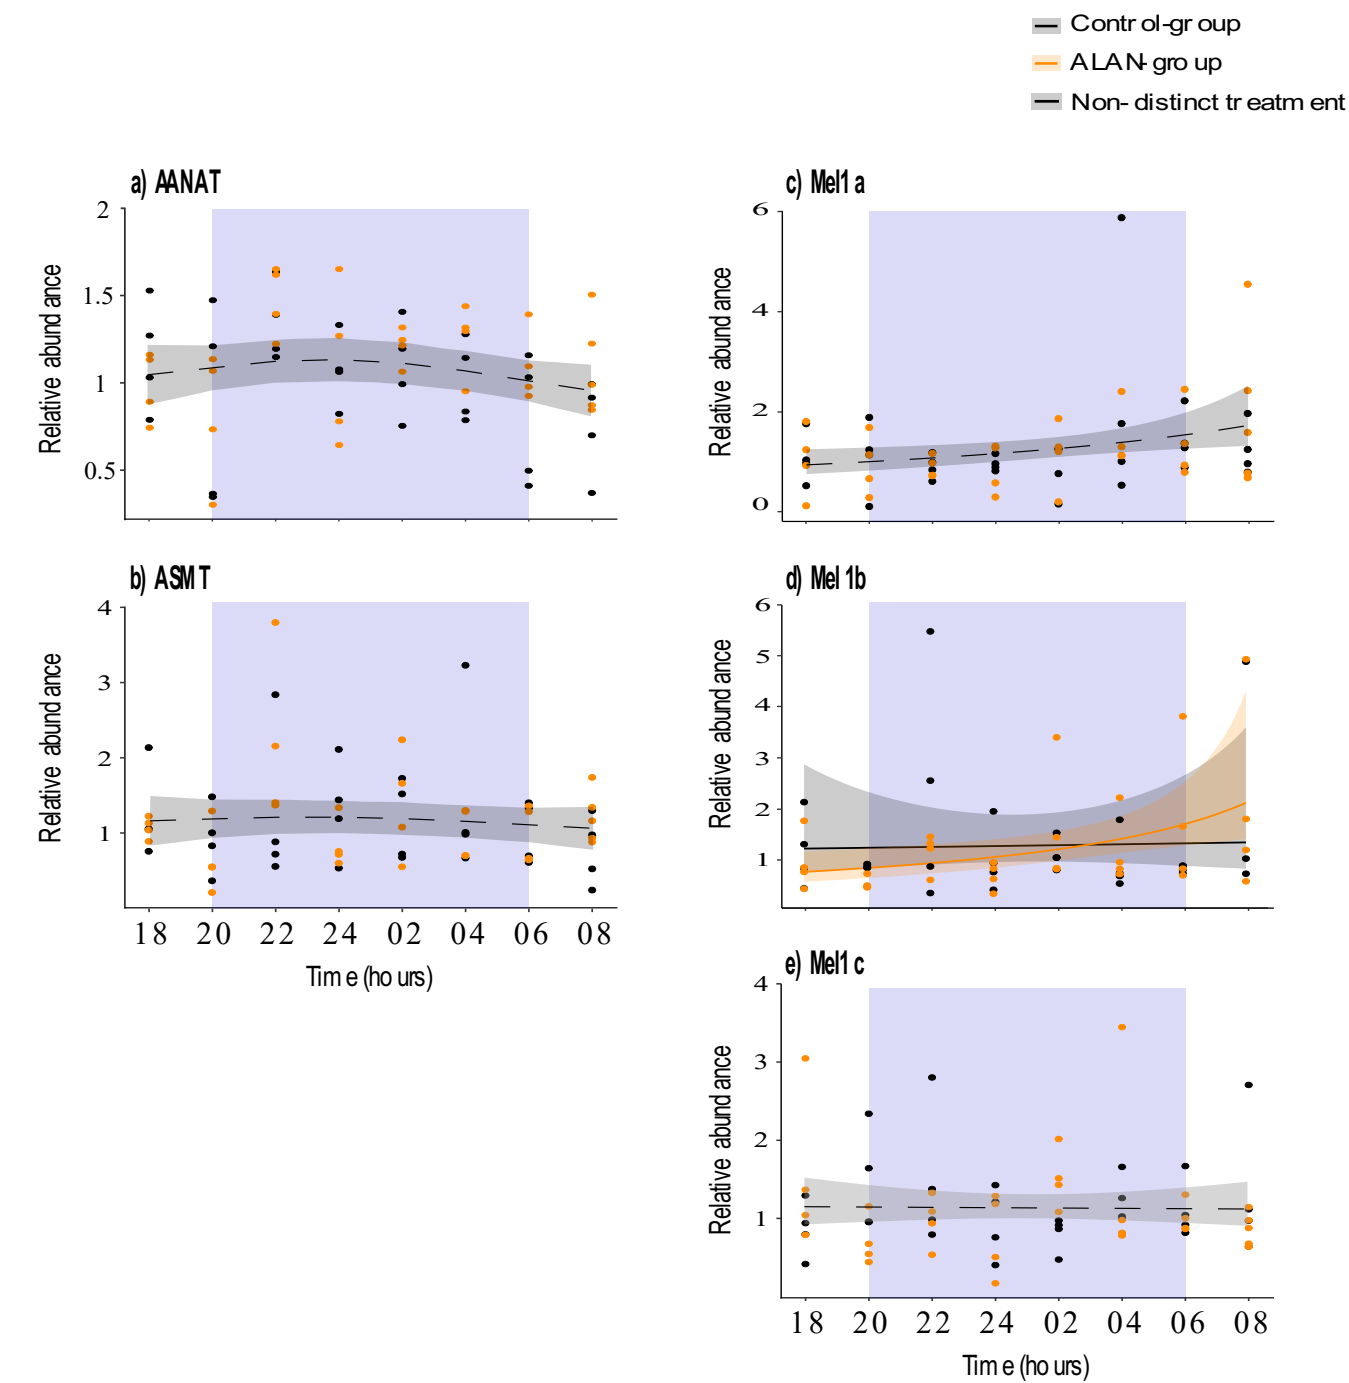 Control-group
ALAN-group
Non-distinct treatment
a) AANAT
2
1.5
1
0.5
Relative abundance
b) ASMT
4
3
2
1
Relative abundance
18 20 22 24 02 04 06 08
Time (hours)
c) Mel1a
6
4
2
0
Relative abundance
d) Mel1b
6
5
4
3
2
1
Relative abundance
e) Mel1c
4
3
2
1
Relative abundance
18 20 22 24 02 04 06 08
Time (hours)